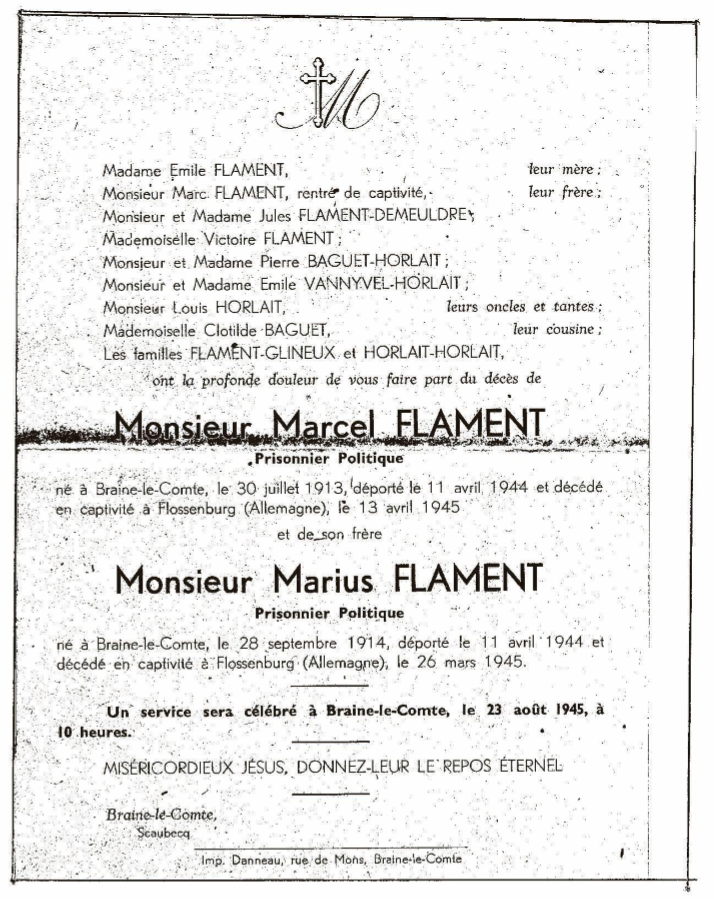 M
Madame Emile FLAMENT, leur mère ;
Monsieur Marc FLAMENT, rentré de captivité, leur frère ;
Monsieur et Madame Jules FLAMENT-DEMEULDRE ;
Mademoiselle Victoire FLAMENT ;
Monsieur et Madame Pierre BAGUET-HORLAIT ;
Monsieur et Madame Emile VANNYVEL-HORLAIT ;
Monsieur Louis HORLAIT, leurs oncles et tantes ;
Mademoiselle Clotilde BAGUET, leur cousine ;
Les familles FLAMENT-GLINEUX et HORLAIT-HORLAIT,
ont la profonde douleur de vous faire part du décès de
Monsieur Marcel FLAMENT
Prisonnier Politique
né à Braine-le-Comte, le 30 juillet 1913, déporté le 11 avril 1944 et décédé
en captivité à Flossenburg (Allemagne), le 13 avril 1945
et de son frère
Monsieur Marius FLAMENT
Prisonnier Politique
né à Braine-le-Comte, le 28 septembre 1914, déporté le 11 avril 1944 et
décédé en captivité à Flossenburg (Allemagne), le 26 mars 1945.
Un service sera célébré à Braine-le-Comte, le 23 août 1945, à
10 heures.
MISÉRICORDIEUX JÉSUS, DONNEZ-LEUR LE REPOS ÉTERNEL
Braine-le-Comte,
Scaubecq
Imp. Danneau, rue de Mons, Braine-le-Comte